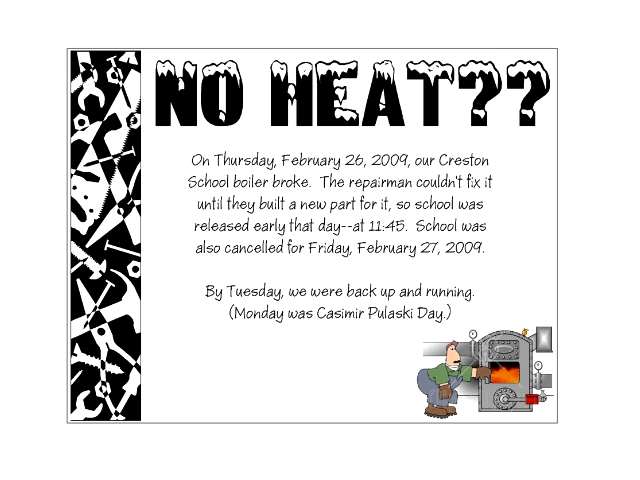 NO HEAT??
On Thursday, February 26, 2009, our Creston
School boiler broke.  The repairman couldn't fix it
until they built a new part for it, so school was
released early that day--at 11:45.  School was
also cancelled for Friday, February 27, 2009.
By Tuesday, we were back up and running.
(Monday was Casimir Pulaski Day.)